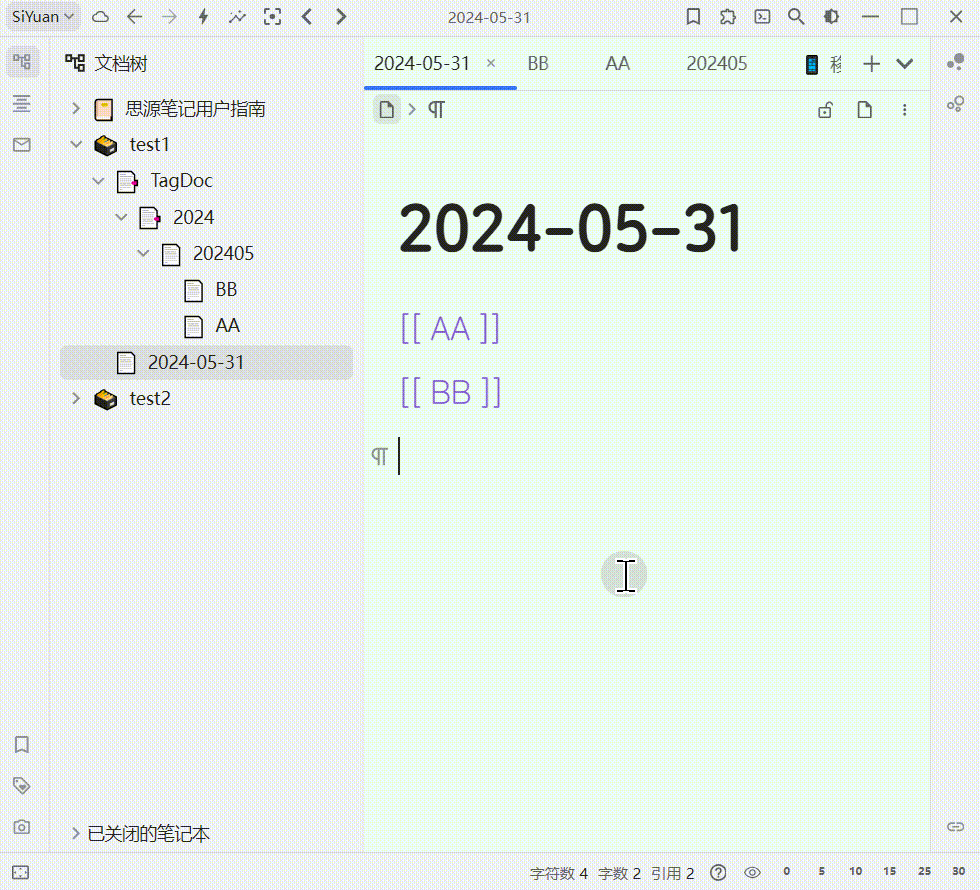 SiYuan
2024-05-31
文档树
思源笔记用户指南
test1
TagDoc
2024
202405
BB
AA
2024-05-31
test2
已关闭的笔记本
2024-05-31 × BB AA 202405 移
2024-05-31
[[ AA ]]
[[ BB ]]
字符数 4 字数 2 引用 2 0 5 10 15 25 30